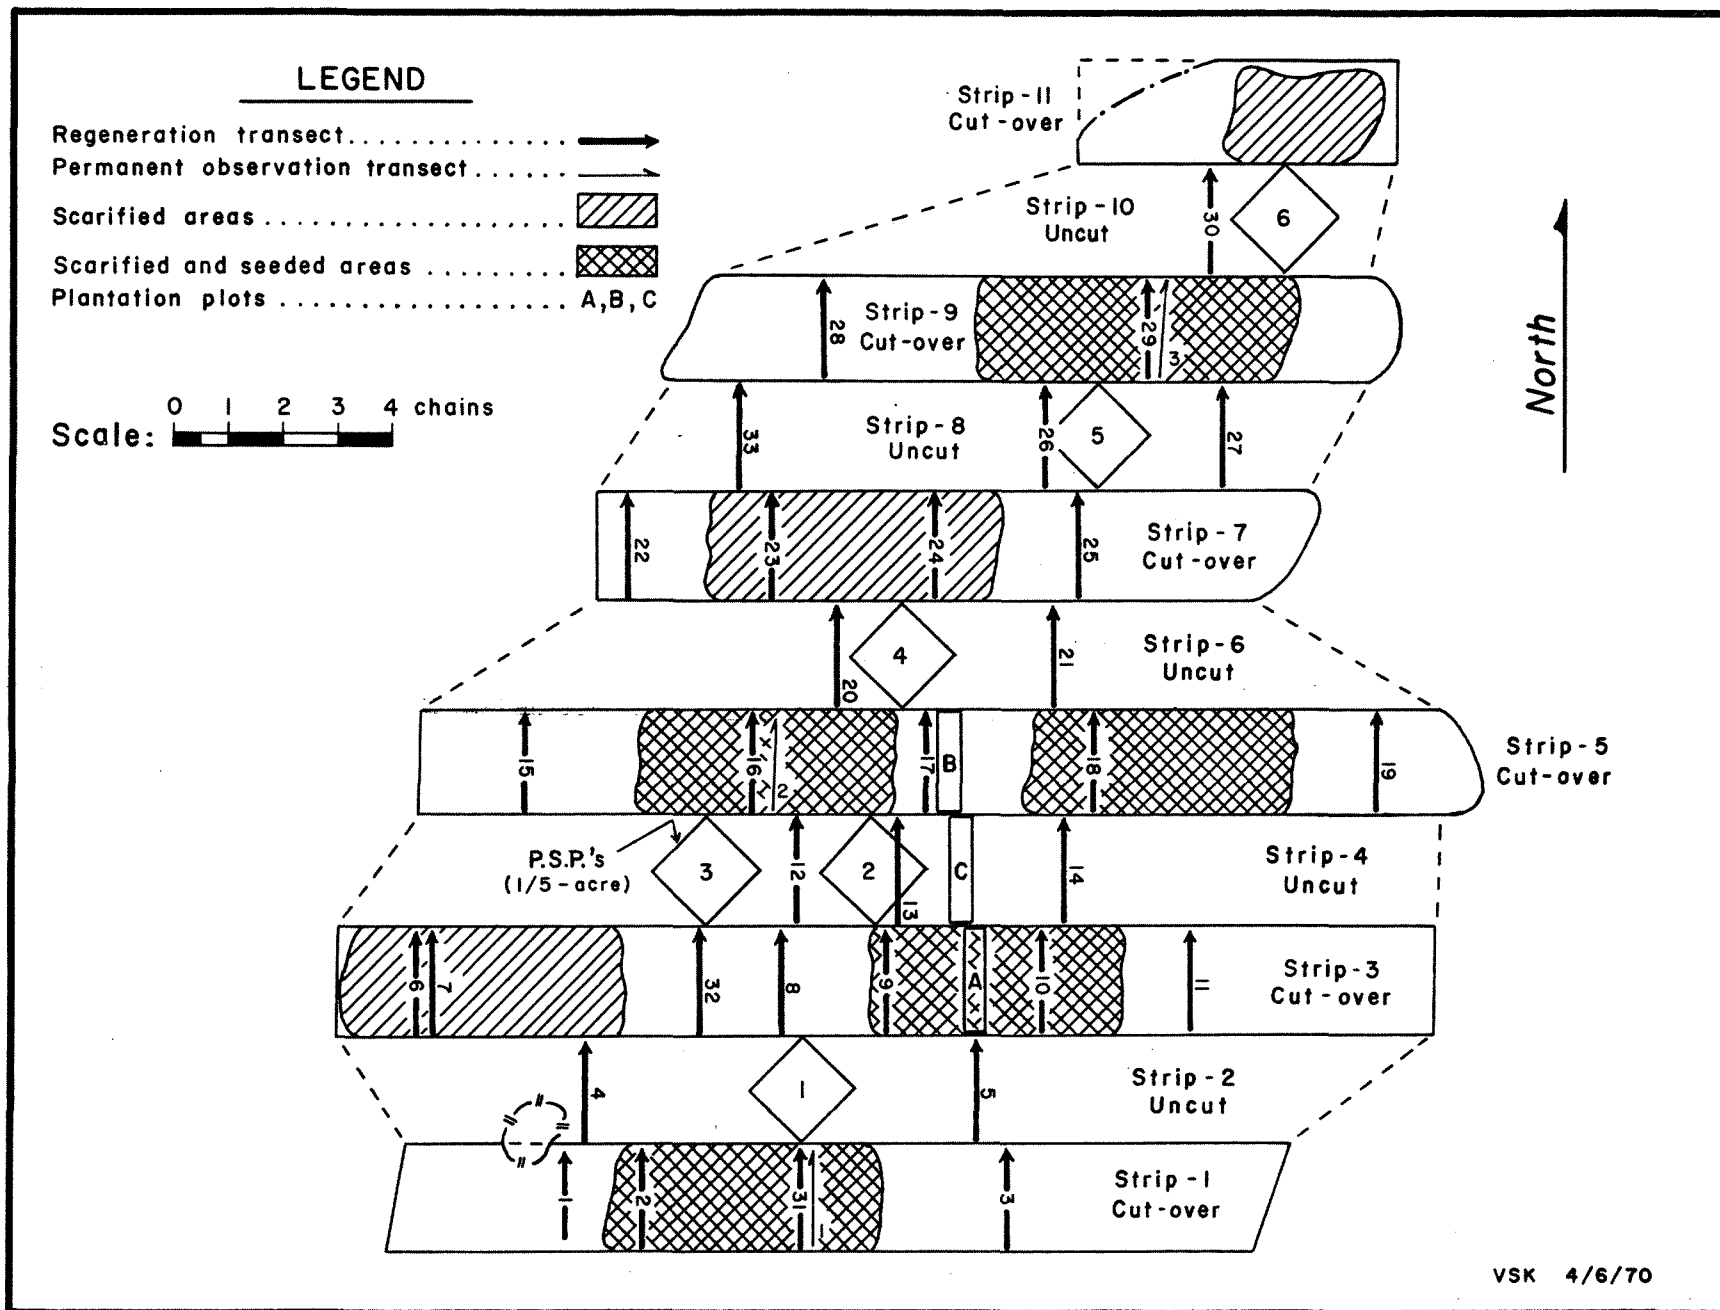 LEGEND
Regeneration transect...............
Permanent observation transect......
Scarified areas....................
Scarified and seeded areas.........
Plantation plots................... A, B, C
0 1 2 3 4 chains
Scale:
North
Strip-11
Cut-over
Strip-10
Uncut
30
6
Strip-9
Cut-over
28
29
3
Strip-8
Uncut
33
26
5
27
Strip-7
Cut-over
22
23
24
25
Strip-6
Uncut
20
4
21
Strip-5
Cut-over
15
16
2
17
B
18
19
P.S.P.'s
(1/5-acre)
3
12
2
13
C
14
Strip-4
Uncut
6
7
32
8
9
A
10
11
Strip-3
Cut-over
4
1
5
Strip-2
Uncut
1
2
31
1
3
Strip-1
Cut-over
VSK 4/6/70